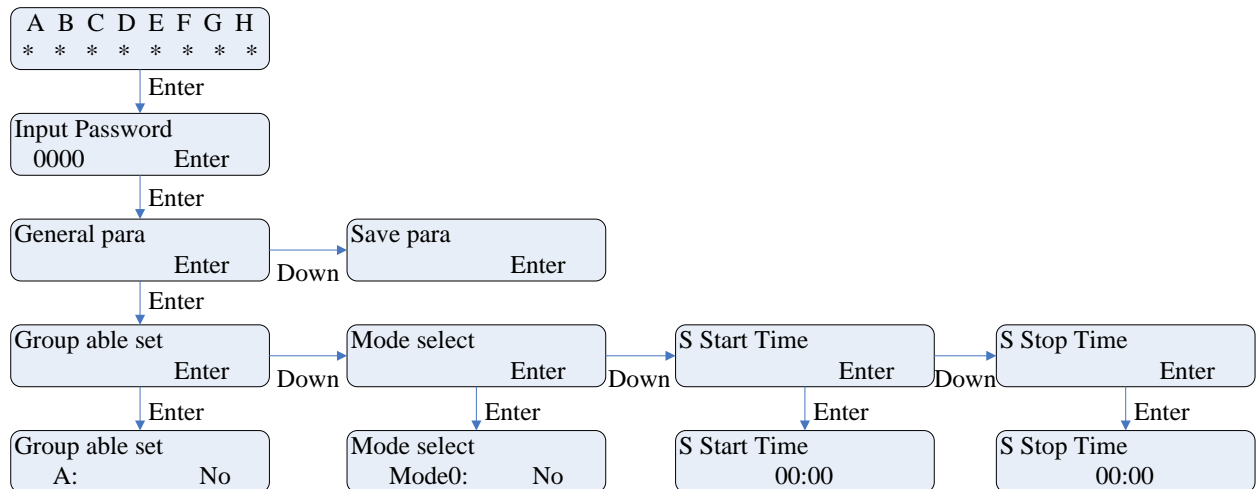 A B C D E F G H
* * * * * * * *
Enter
Input Password
0000 Enter
Enter
General para
Enter
Down
Save para
Enter
Enter
Group able set
Enter
Down
Mode select
Enter
Down
S Start Time
Enter
Down
S Stop Time
Enter
Enter
Enter
Enter
Enter
Group able set
A: No
Mode select
Mode0: No
S Start Time
00:00
S Stop Time
00:00